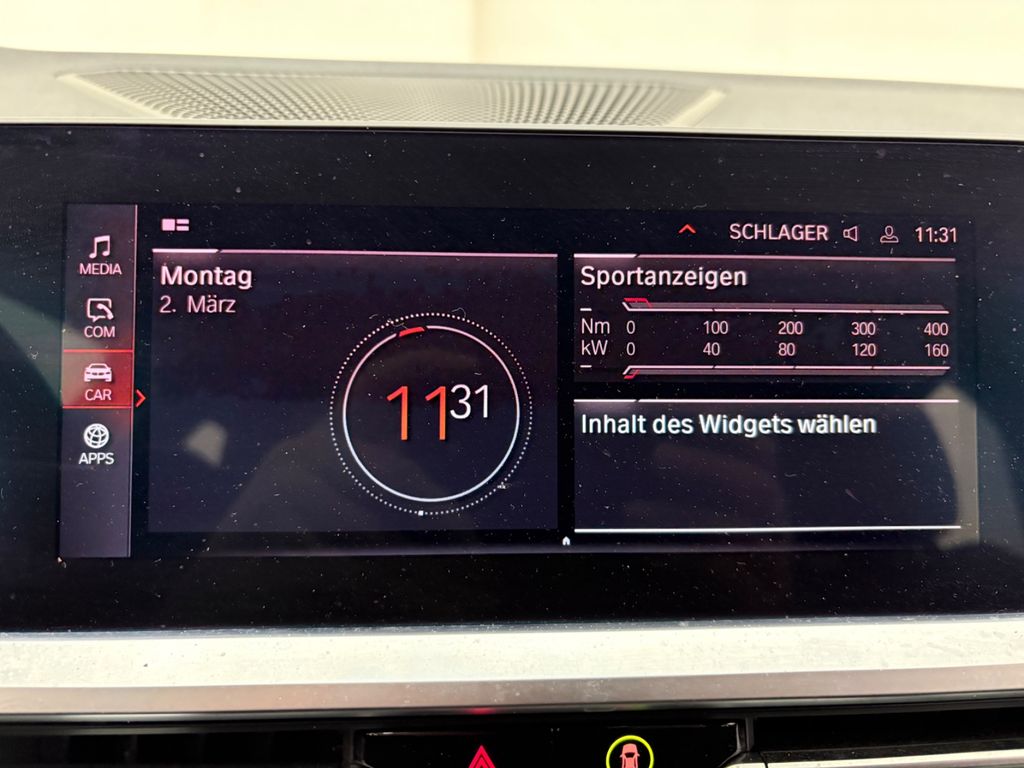 SCHLAGER 11:31
MEDIA
COM
CAR
APPS
Montag
2. März
11 31
Sportanzeigen
Nm 0 100 200 300 400
kW 0 40 80 120 160
Inhalt des Widgets wählen